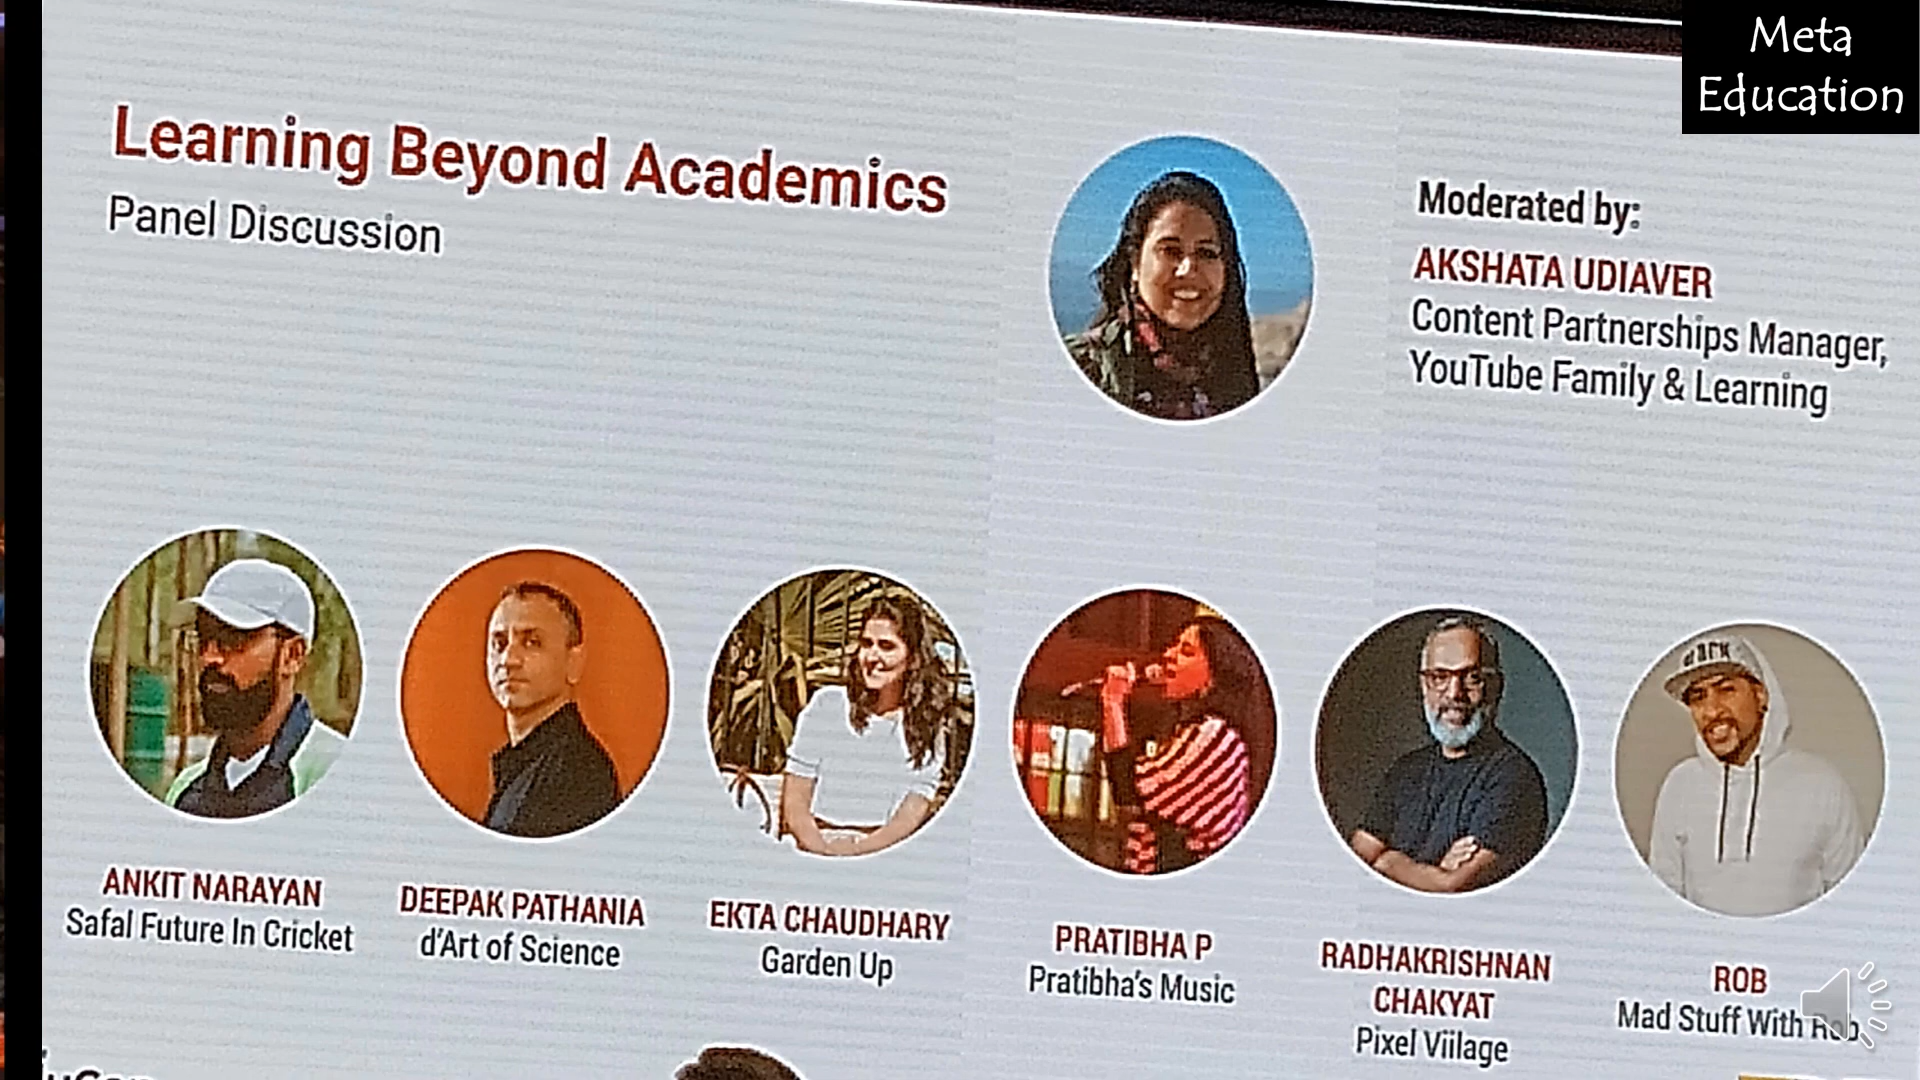 Meta
Education
Learning Beyond Academics
Panel Discussion
Moderated by:
AKSHATA UDIAVER
Content Partnerships Manager,
YouTube Family & Learning
ANKIT NARAYAN
Safal Future In Cricket
DEEPAK PATHANIA
d'Art of Science
EKTA CHAUDHARY
Garden Up
PRATIBHA P
Pratibha's Music
RADHAKRISHNAN
CHAKYAT
Pixel Viilage
ROB
Mad Stuff With Rob